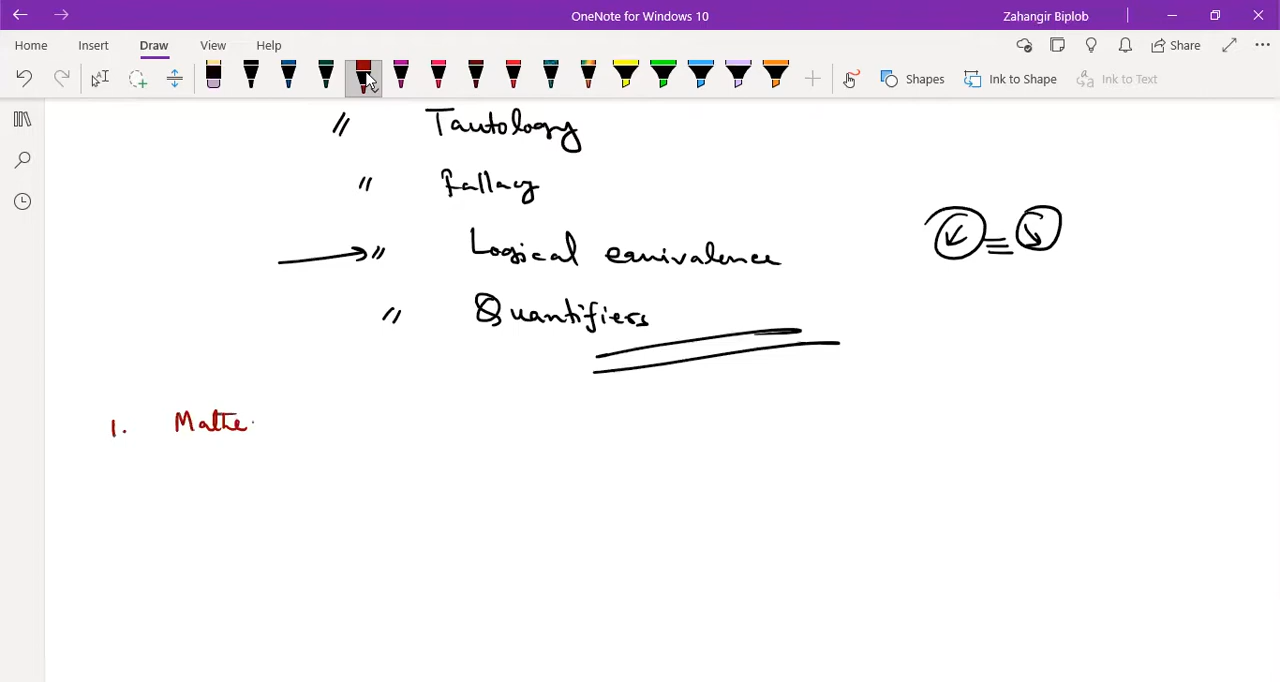 OneNote for Windows 10
Zahangir Biplob
Home Insert Draw View Help
Share
Shapes Ink to Shape Ink to Text
" Tautology
" Fallacy
" Logical equivalence
" Quantifiers
1. Mathe